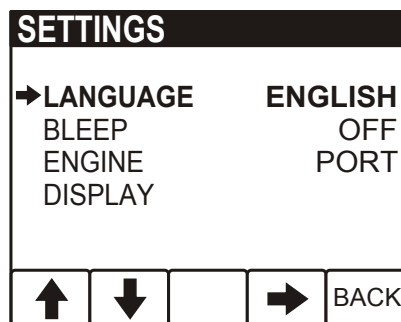 SETTINGS
LANGUAGE ENGLISH
BLEEP OFF
ENGINE PORT
DISPLAY
BACK